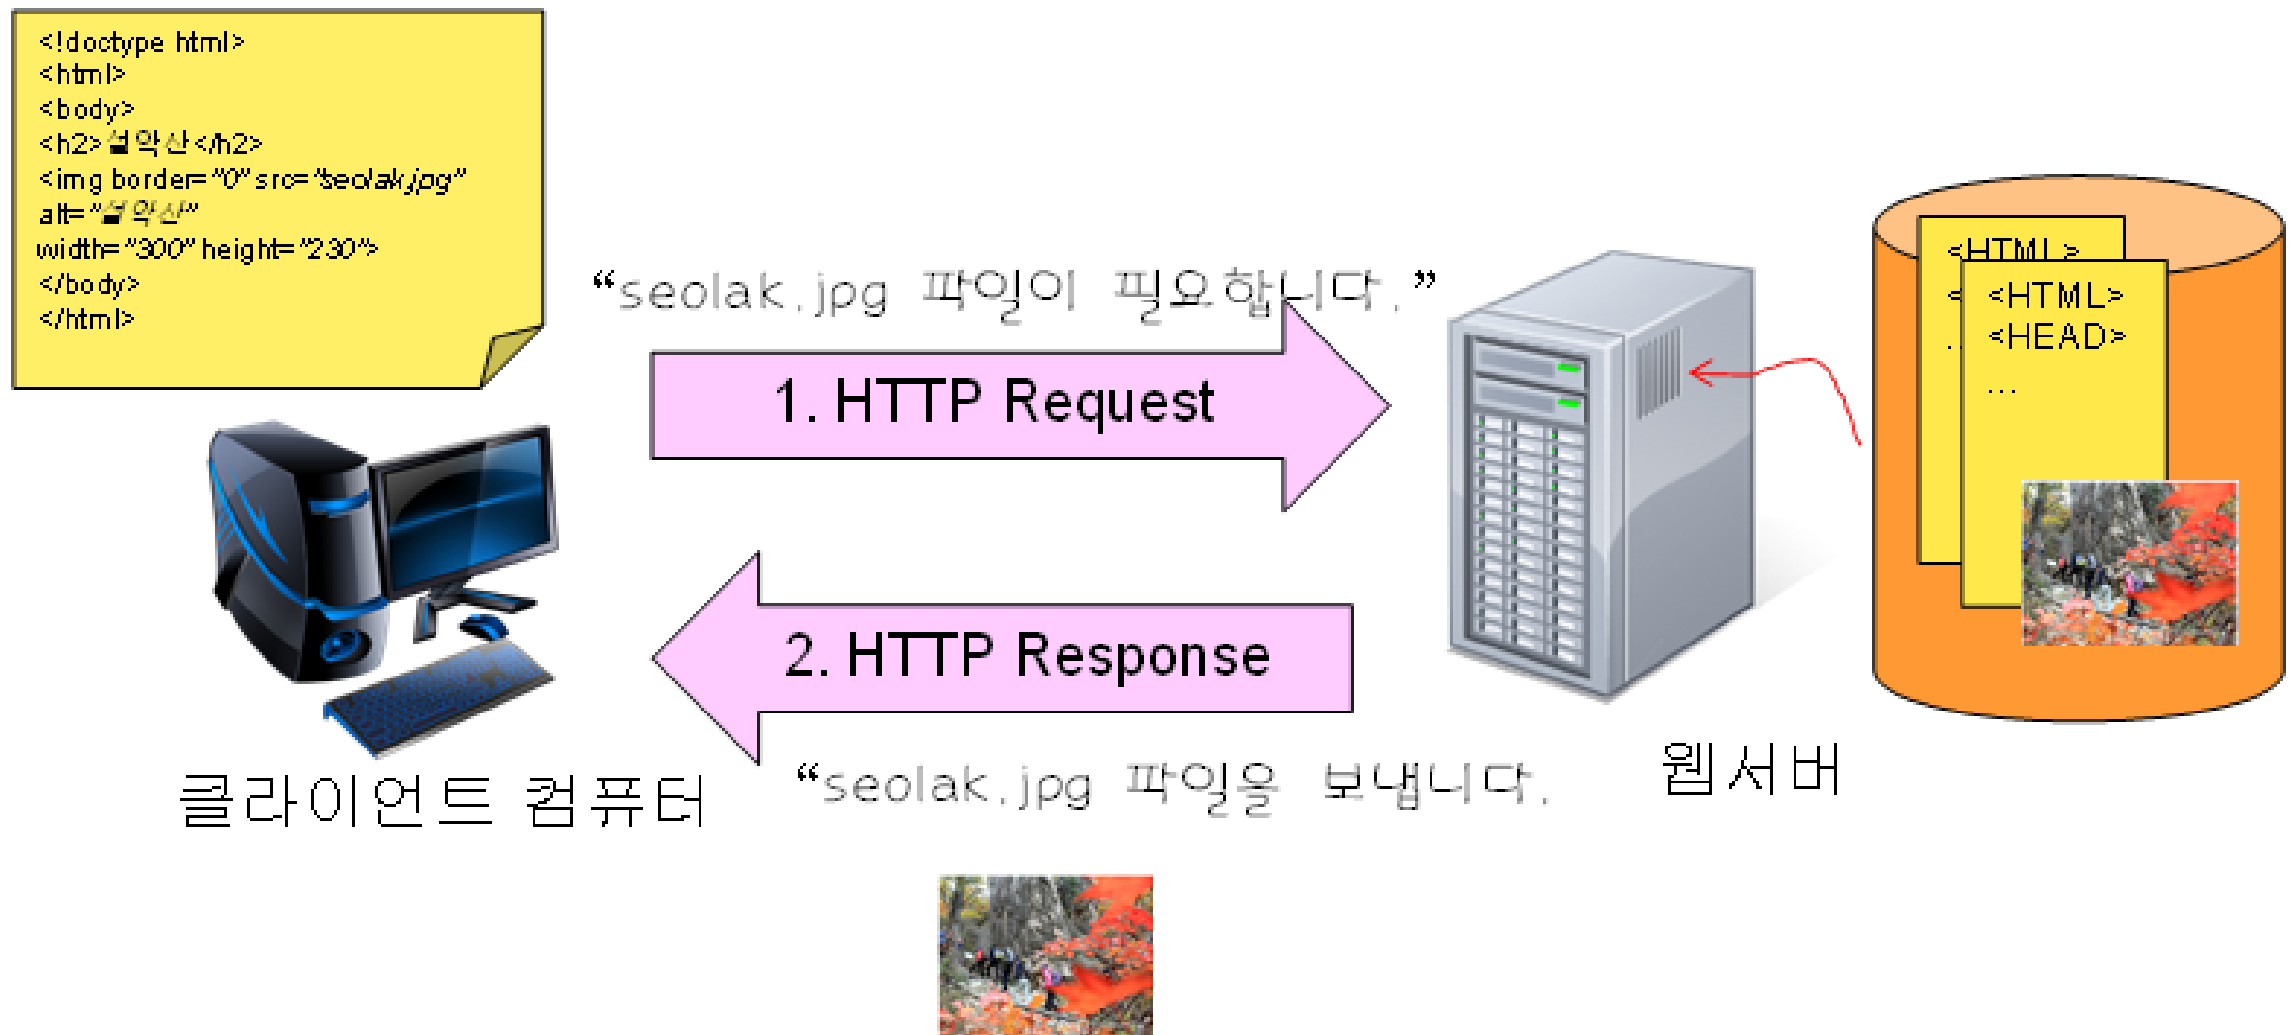 <!doctype html>
<html>
<body>
<h2>설악산</h2>
<img border="0" src="seolak.jpg"
alt="설악산"
width="300" height="230">
</body>
</html>
“seolak.jpg 파일이 필요합니다.”
1. HTTP Request
2. HTTP Response
“seolak.jpg 파일을 보냅니다.
클라이언트 컴퓨터
웹서버
<HTML>
<
..
<HTML>
<HEAD>
...